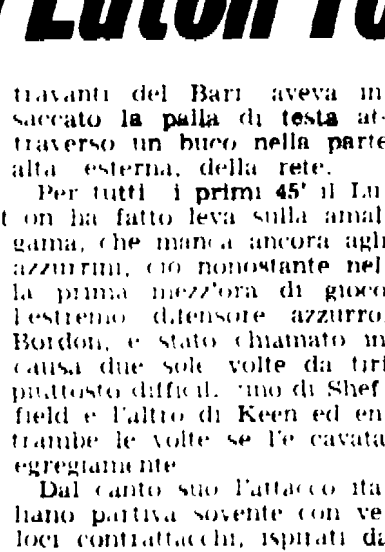 Luton
travanti del Bari aveva in
saccato la palla di testa at-
traverso un buco nella parte
alta esterna, della rete.
Per tutti i primi 45' il Lu
t on ha fatto leva sulla amal
gama, che manca ancora agli
azzurrini, ciò nonostante nel
la prima mezz'ora di gioco
l'estremo difensore azzurro,
Bordon, è stato chiamato in
causa due sole volte da tiri
piuttosto difficil. uno di Shef
field e l'altro di Keen ed en
trambe le volte se l'è cavata
egregiamente
Dal canto suo l'attacco ita
liano partiva sovente con ve
loci contrattacchi, ispirati da